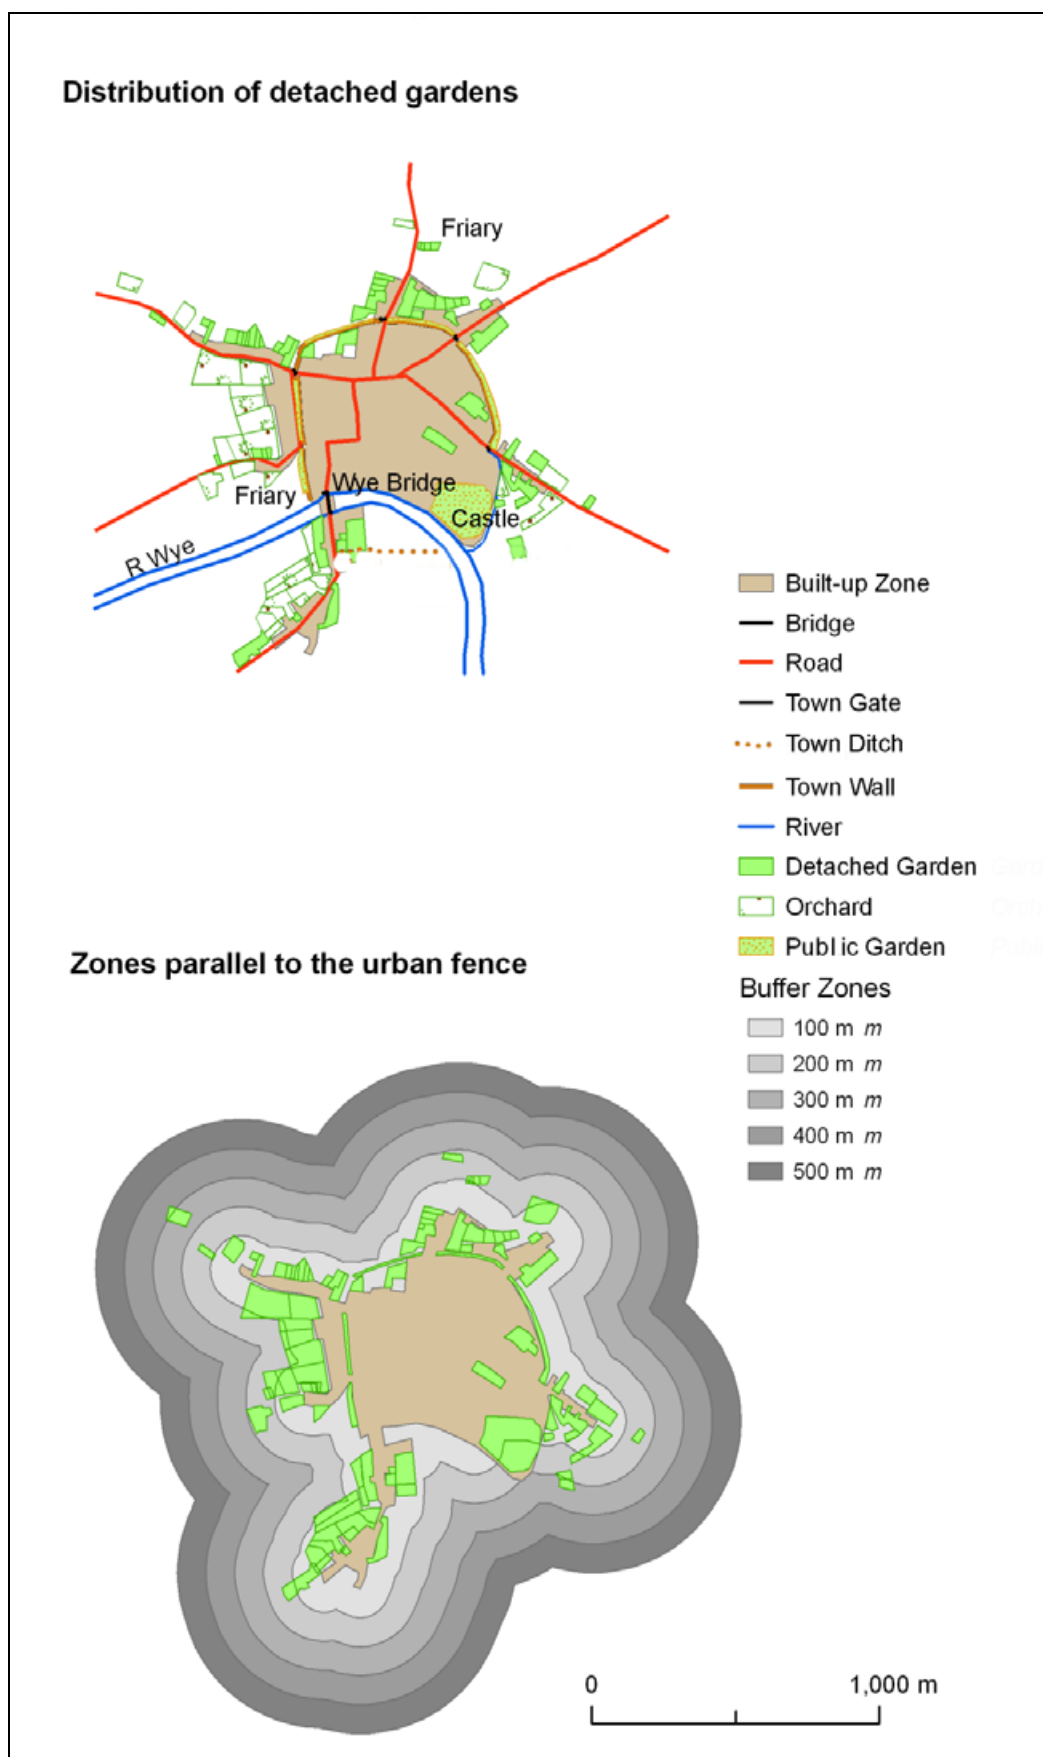 Distribution of detached gardens
Friary
Friary
Wye Bridge
Castle
R Wye
Built-up Zone
Bridge
Road
Town Gate
Town Ditch
Town Wall
River
Detached Garden
Orchard
Publ ic Garden
Zones parallel to the urban fence
Buffer Zones
100 m m
200 m m
300 m m
400 m m
500 m m
0 1,000 m